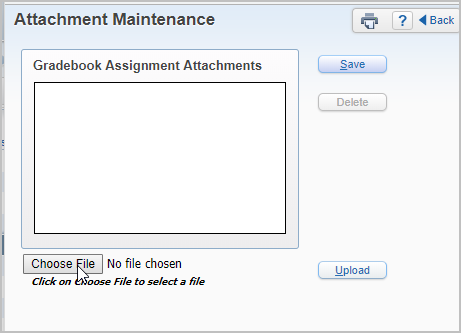 Attachment Maintenance
? Back
Gradebook Assignment Attachments
Save
Delete
Choose File No file chosen
Click on Choose File to select a file
Upload